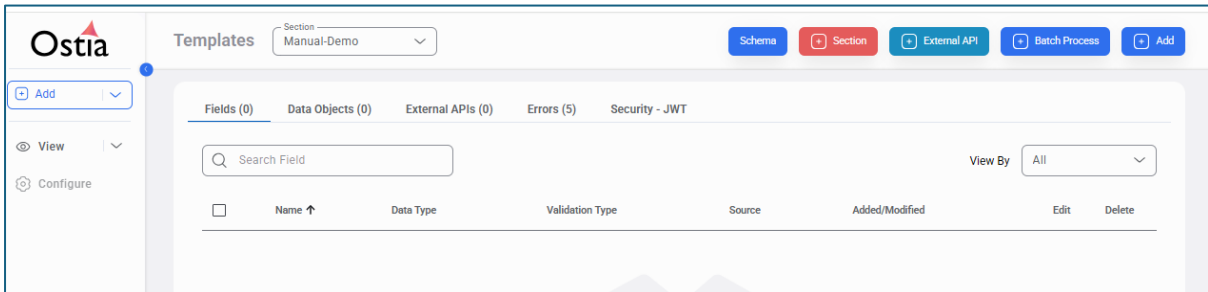 Ostia
Templates
Section
Manual-Demo
Schema
Section
External API
Batch Process
Add
Add
View
Configure
Fields (0) Data Objects (0) External APIs (0) Errors (5) Security - JWT
Search Field
View By All
Name Data Type Validation Type Source Added/Modified Edit Delete